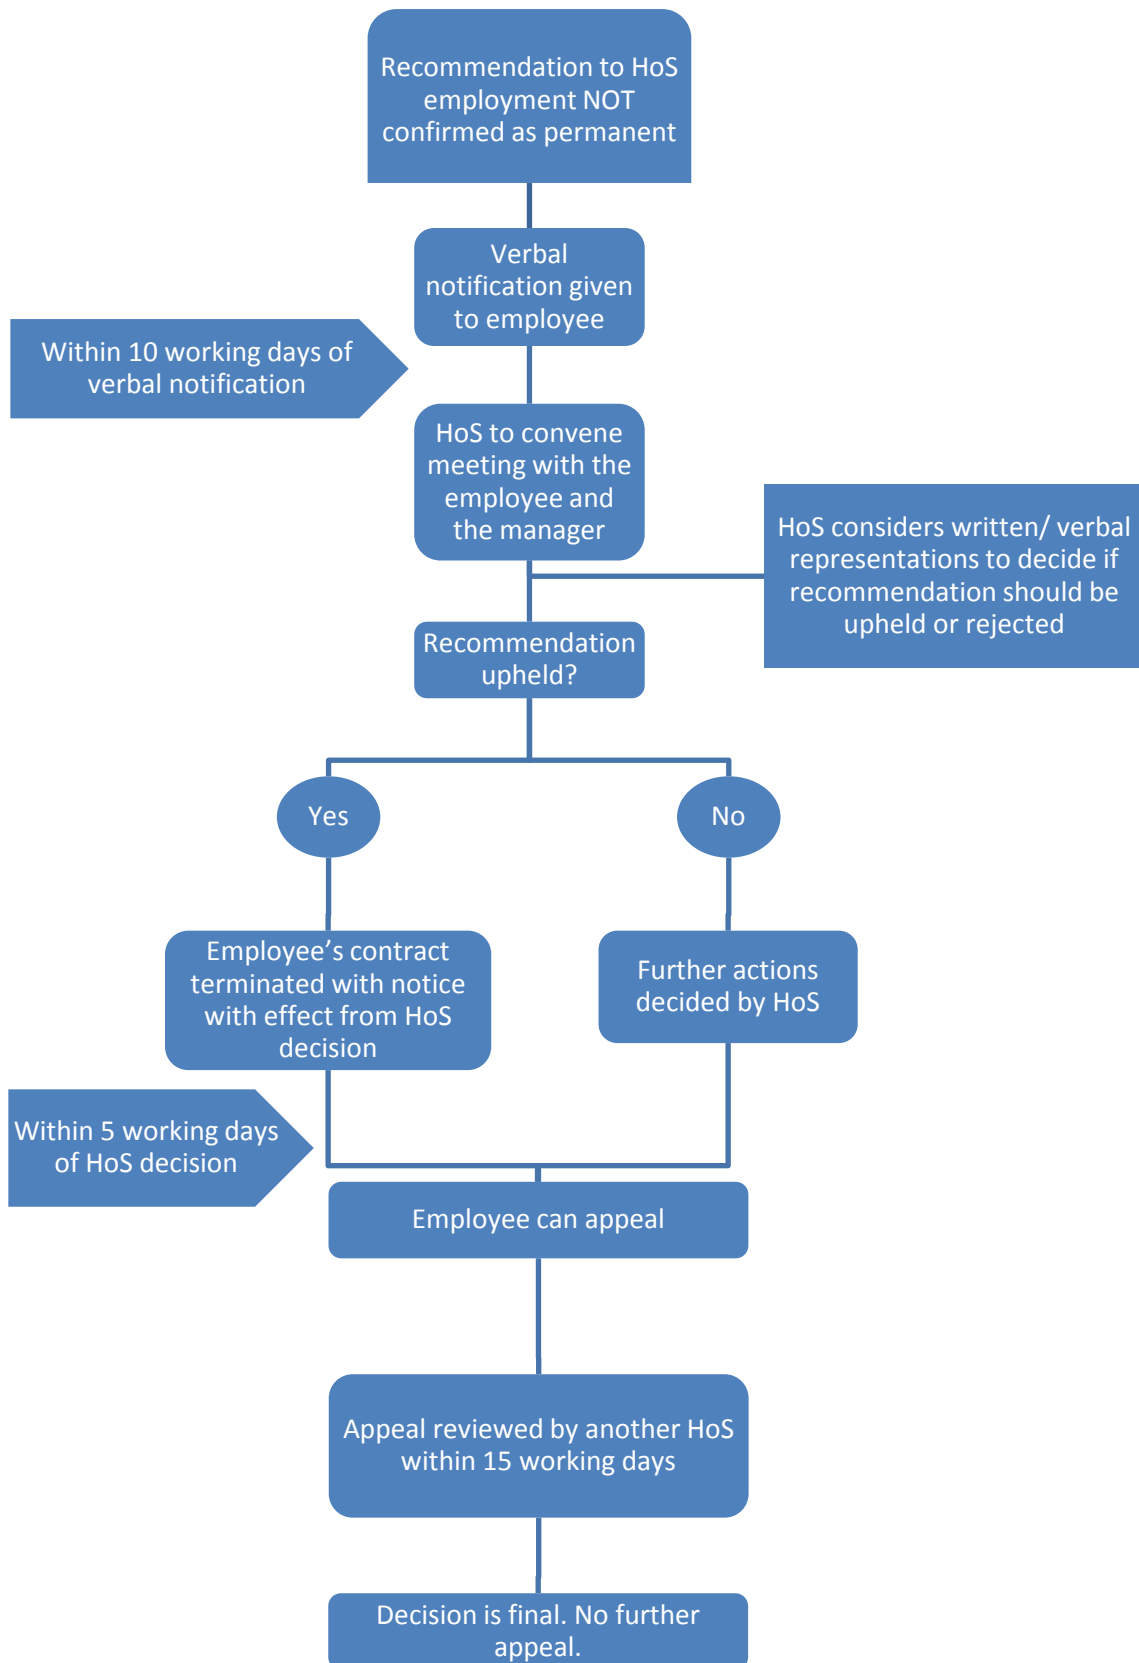 Recommendation to HoS
employment NOT
confirmed as permanent
Verbal
notification given
to employee
Within 10 working days of
verbal notification
HoS to convene
meeting with the
employee and
the manager
HoS considers written/ verbal
representations to decide if
recommendation should be
upheld or rejected
Recommendation
upheld?
Yes
No
Employee’s contract
terminated with notice
with effect from HoS
decision
Further actions
decided by HoS
Within 5 working days
of HoS decision
Employee can appeal
Appeal reviewed by another HoS
within 15 working days
Decision is final. No further
appeal.